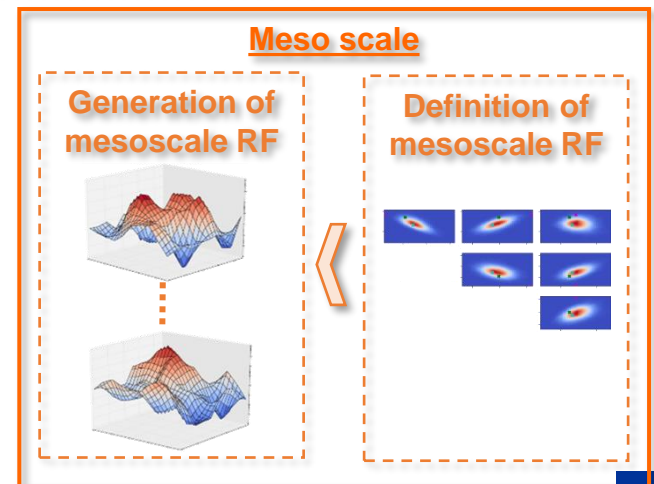 Meso scale
Generation of
mesoscale RF
Definition of
mesoscale RF